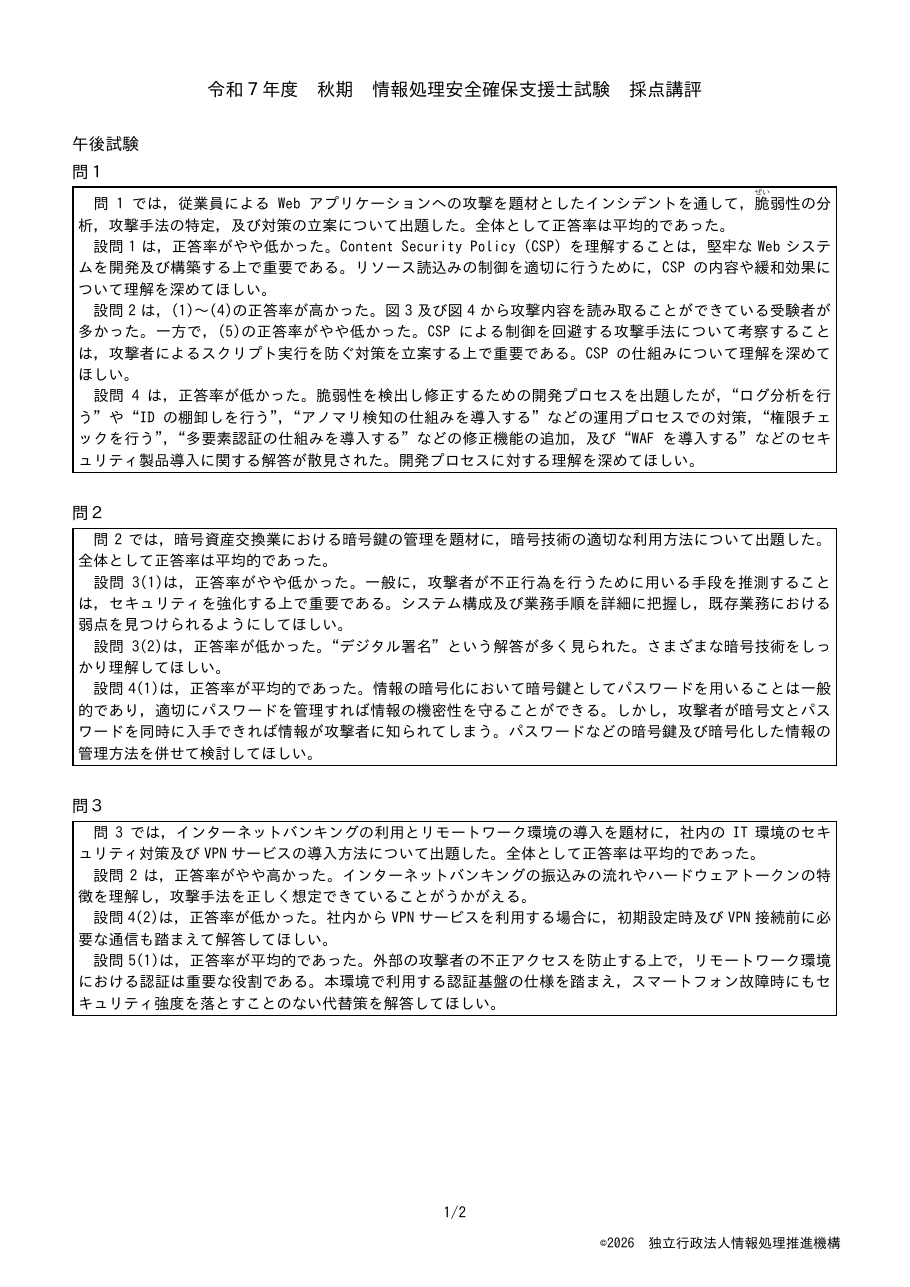 令和７年度　秋期　情報処理安全確保支援士試験　採点講評
午後試験
問１
ぜい
問 1 では，従業員による Web アプリケーションへの攻撃を題材としたインシデントを通して，脆弱性の分
析，攻撃手法の特定，及び対策の立案について出題した。全体として正答率は平均的であった。
設問 1 は，正答率がやや低かった。Content Security Policy（CSP）を理解することは，堅牢な Web システ
ムを開発及び構築する上で重要である。リソース読込みの制御を適切に行うために，CSP の内容や緩和効果に
ついて理解を深めてほしい。
設問 2 は，(1)～(4)の正答率が高かった。図 3 及び図 4 から攻撃内容を読み取ることができている受験者が
多かった。一方で，(5)の正答率がやや低かった。CSP による制御を回避する攻撃手法について考察すること
は，攻撃者によるスクリプト実行を防ぐ対策を立案する上で重要である。CSP の仕組みについて理解を深めて
ほしい。
設問 4 は，正答率が低かった。脆弱性を検出し修正するための開発プロセスを出題したが，“ログ分析を行
う”や“ID の棚卸しを行う”，“アノマリ検知の仕組みを導入する”などの運用プロセスでの対策，“権限チェ
ックを行う”，“多要素認証の仕組みを導入する”などの修正機能の追加，及び“WAF を導入する”などのセキ
ュリティ製品導入に関する解答が散見された。開発プロセスに対する理解を深めてほしい。
問２
問 2 では，暗号資産交換業における暗号鍵の管理を題材に，暗号技術の適切な利用方法について出題した。
全体として正答率は平均的であった。
設問 3(1)は，正答率がやや低かった。一般に，攻撃者が不正行為を行うために用いる手段を推測すること
は，セキュリティを強化する上で重要である。システム構成及び業務手順を詳細に把握し，既存業務における
弱点を見つけられるようにしてほしい。
設問 3(2)は，正答率が低かった。“デジタル署名”という解答が多く見られた。さまざまな暗号技術をしっ
かり理解してほしい。
設問 4(1)は，正答率が平均的であった。情報の暗号化において暗号鍵としてパスワードを用いることは一般
的であり，適切にパスワードを管理すれば情報の機密性を守ることができる。しかし，攻撃者が暗号文とパス
ワードを同時に入手できれば情報が攻撃者に知られてしまう。パスワードなどの暗号鍵及び暗号化した情報の
管理方法を併せて検討してほしい。
問３
問 3 では，インターネットバンキングの利用とリモートワーク環境の導入を題材に，社内の IT 環境のセキ
ュリティ対策及び VPN サービスの導入方法について出題した。全体として正答率は平均的であった。
設問 2 は，正答率がやや高かった。インターネットバンキングの振込みの流れやハードウェアトークンの特
徴を理解し，攻撃手法を正しく想定できていることがうかがえる。
設問 4(2)は，正答率が低かった。社内から VPN サービスを利用する場合に，初期設定時及び VPN 接続前に必
要な通信も踏まえて解答してほしい。
設問 5(1)は，正答率が平均的であった。外部の攻撃者の不正アクセスを防止する上で，リモートワーク環境
における認証は重要な役割である。本環境で利用する認証基盤の仕様を踏まえ，スマートフォン故障時にもセ
キュリティ強度を落とすことのない代替策を解答してほしい。
1/2
©2026　独立行政法人情報処理推進機構